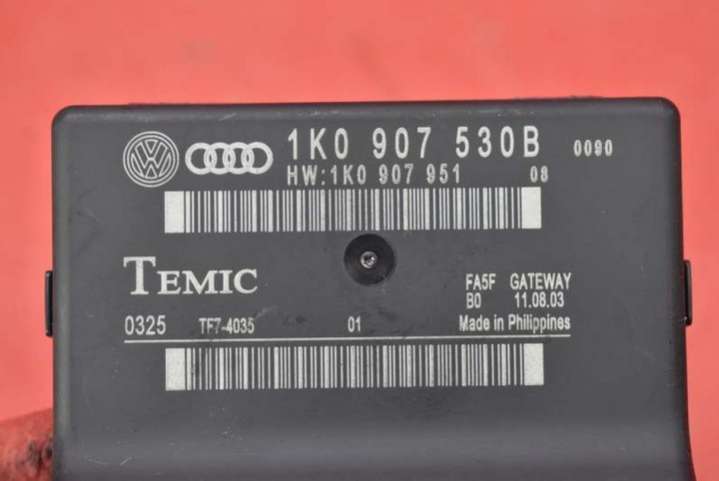 1K0 907 530B 0090
HW:1K0 907 951 08
TEMIC
FA5F GATEWAY
B0 11.08.03
0325 TF7-4035 01 Made in Philippines